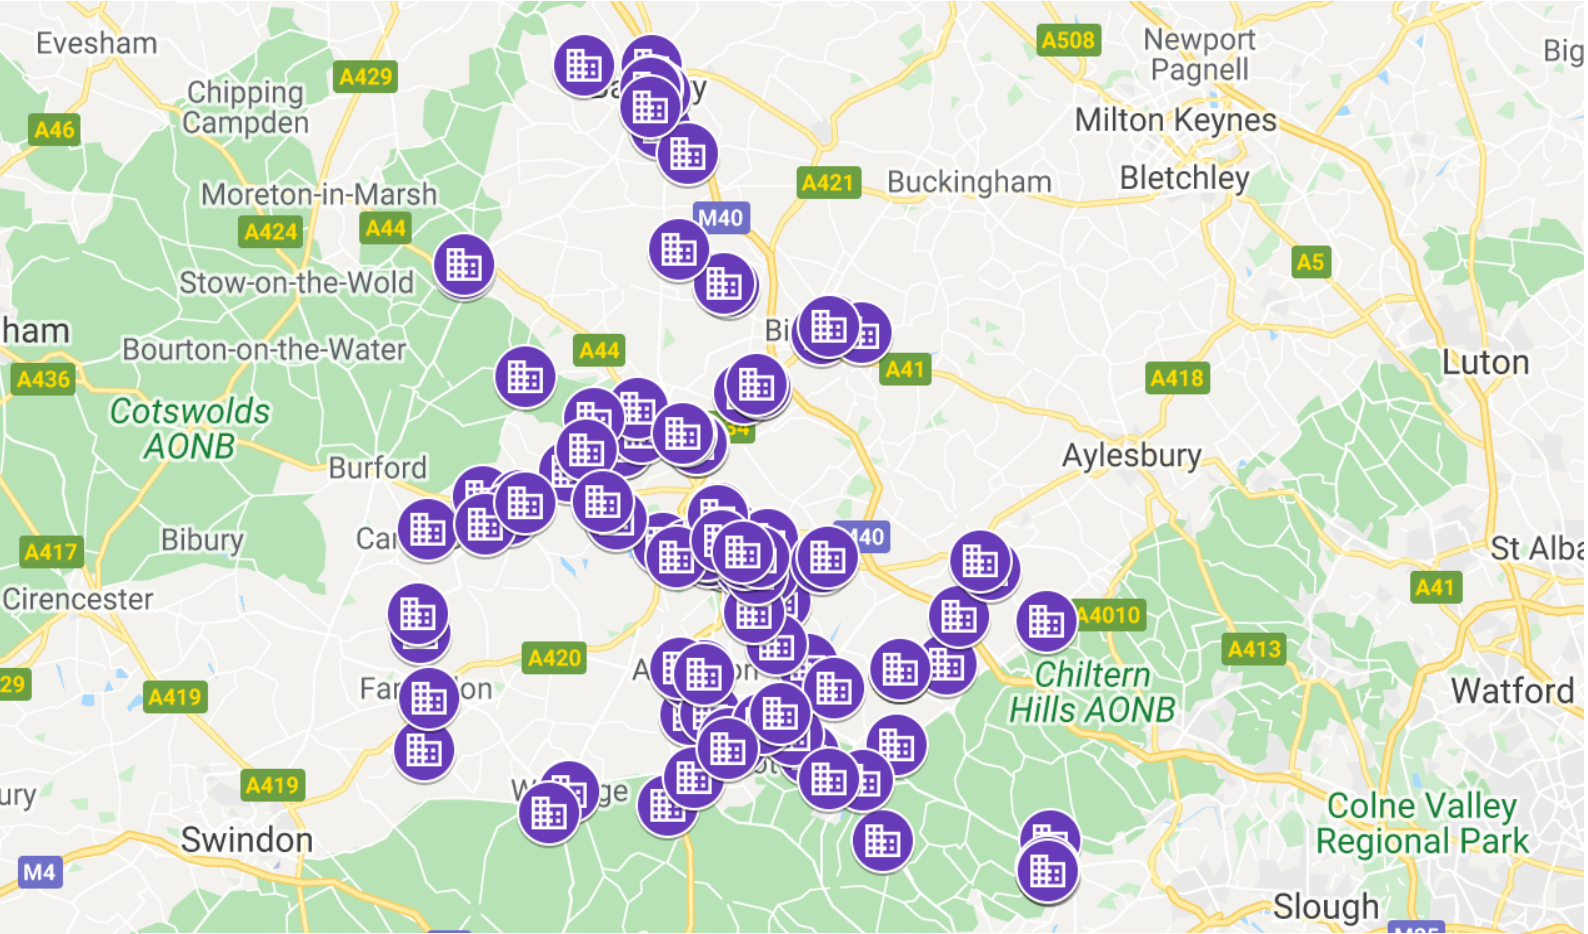 Evesham
A508
Newport
Pagnell
Big
A429
Chipping
Campden
A46
Milton Keynes
Bletchley
A421
Buckingham
Moreton-in-Marsh
M40
A424
A44
A5
Stow-on-the-Wold
ham
Bi
Bourton-on-the-Water
A44
A436
A41
A418
Luton
Cotswolds
AONB
Burford
Aylesbury
Bibury
A417
Car
M40
St Alba
A41
Cirencester
A4010
A413
A420
29
A419
Chiltern
Hills AONB
Watford
A419
ury
Swindon
M4
Colne Valley
Regional Park
Slough
M25